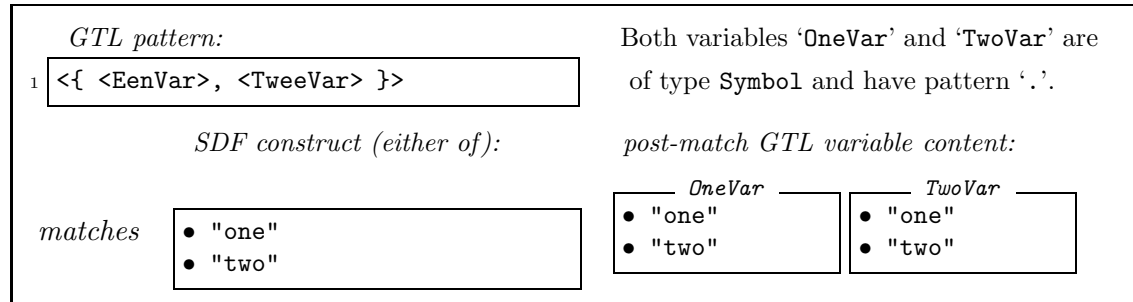 GTL pattern:
Both variables ‘OneVar’ and ‘TwoVar’ are
1 <{ <EenVar>, <TweeVar> }>
of type Symbol and have pattern ‘.’.
SDF construct (either of):
post-match GTL variable content:
OneVar
TwoVar
matches
• "one"
• "two"
• "one"
• "two"
• "one"
• "two"